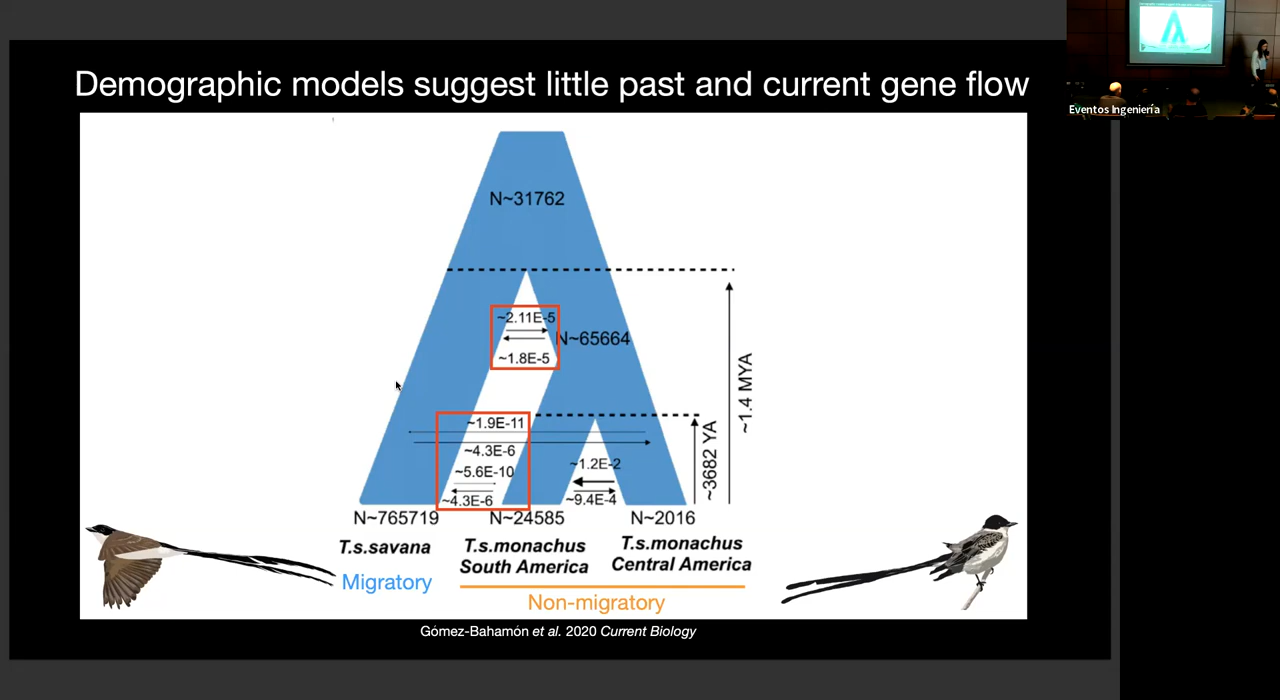 Demographic models suggest little past and current gene flow
Eventos Ingeniería
N~31762
~2.11E-5
N~65664
~1.8E-5
~1.4 MYA
~1.9E-11
~4.3E-6
~5.6E-10
~4.3E-6
~1.2E-2
~9.4E-4
~3682 YA
N~765719
N~24585
N~2016
T.s.savana
T.s.monachus
South America
T.s.monachus
Central America
Migratory
Non-migratory
Gómez-Bahamón et al. 2020 Current Biology